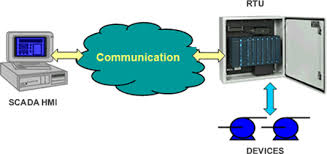 RTU
Communication
SCADA HMI
DEVICES